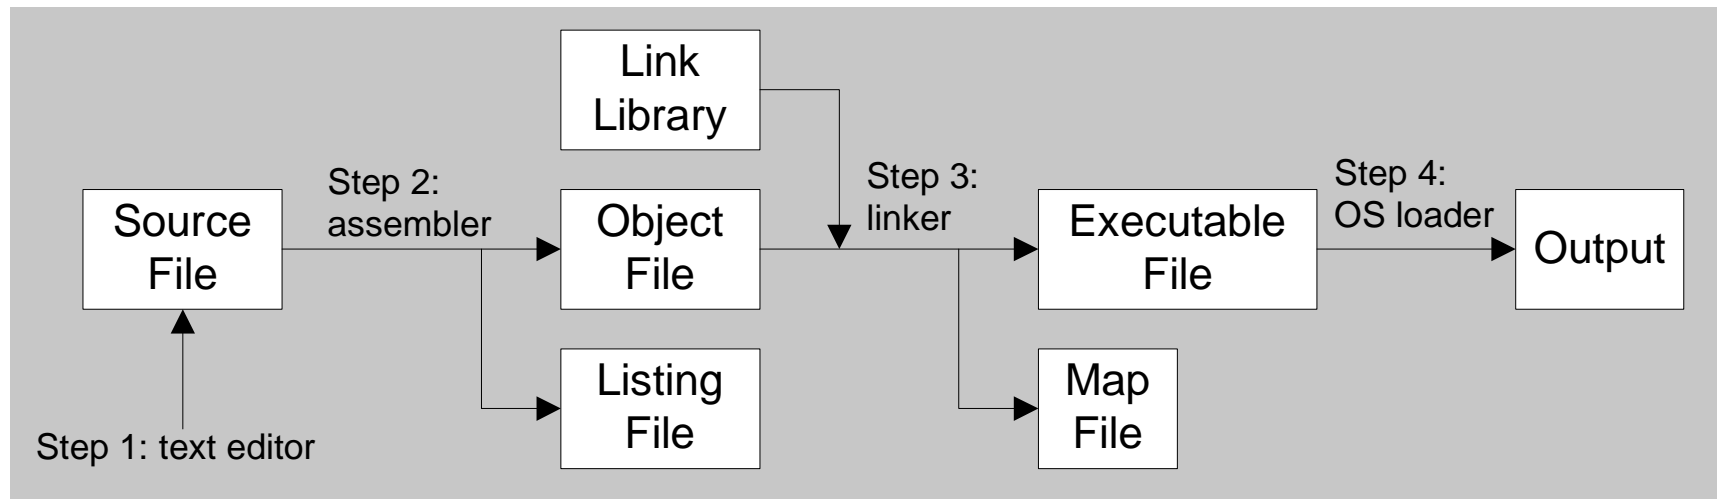 Link
Library
Step 2:
assembler
Step 3:
linker
Step 4:
OS loader
Source
File
Object
File
Executable
File
Output
Listing
File
Map
File
Step 1: text editor